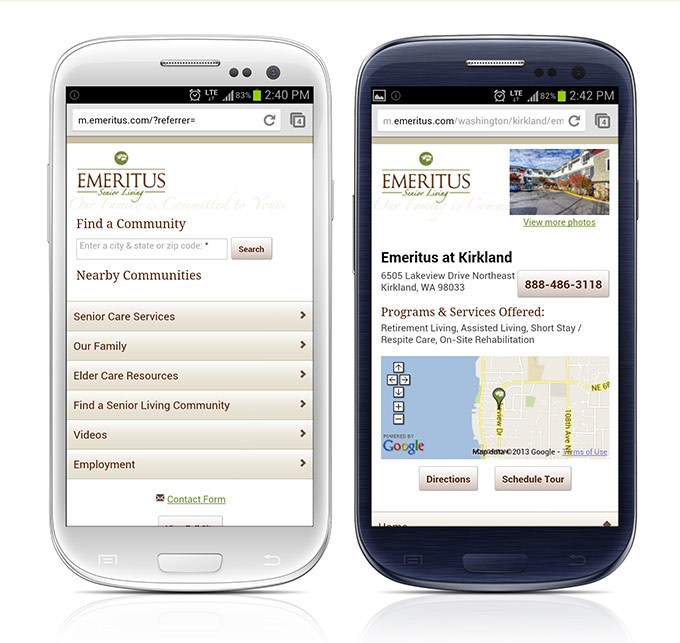 LTE 83% 2:40 PM
m.emeritus.com/?referrer=
4
EMERITUS
Senior Living
Our Family is Committed to Yours
Find a Community
Enter a city & state or zip code: *
Search
Nearby Communities
Senior Care Services
Our Family
Elder Care Resources
Find a Senior Living Community
Videos
Employment
Contact Form
View Full Site
LTE 82% 2:42 PM
m.emeritus.com/washington/kirkland/em
4
EMERITUS
Senior Living
Our Family is Comm
View more photos
Emeritus at Kirkland
6505 Lakeview Drive Northeast
Kirkland, WA 98033
888-486-3118
Programs & Services Offered:
Retirement Living, Assisted Living, Short Stay /
Respite Care, On-Site Rehabilitation
NE 68
108th Ave N
POWERED BY
Google
Map data ©2013 Google - Terms of Use
Directions
Schedule Tour
Home